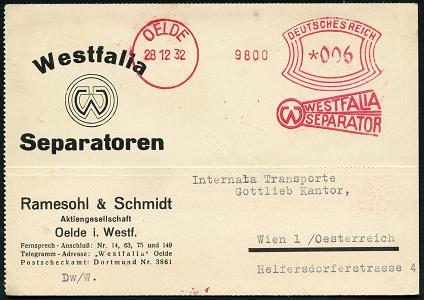 Westfalia
Separatoren
OELDE
28 12 32
9800
DEUTSCHES REICH
*006
WESTFALIA
SEPARATOR
Internata Transporte
Gottlieb Kantor,
Ramesohl & Schmidt
Aktiengesellschaft
Oelde i. Westf.
Fernsprech-Anschluß: Nr. 14, 63, 75 und 149
Telegramm-Adresse: „Westfalia" Oelde
Postscheckamt: Dortmund Nr. 3861
Dw/W.
Wien 1 /Oesterreich
Helfersdorferstrasse 4